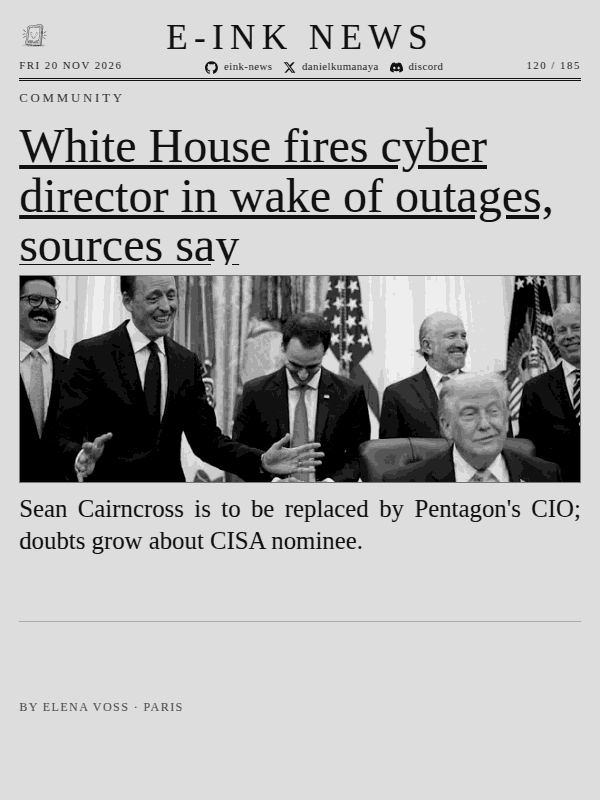 E-INK NEWS
FRI 20 NOV 2026
eink-news danielkumanaya discord
120 / 185
COMMUNITY
White House fires cyber
director in wake of outages,
sources say
Sean Cairncross is to be replaced by Pentagon's CIO;
doubts grow about CISA nominee.
BY ELENA VOSS · PARIS